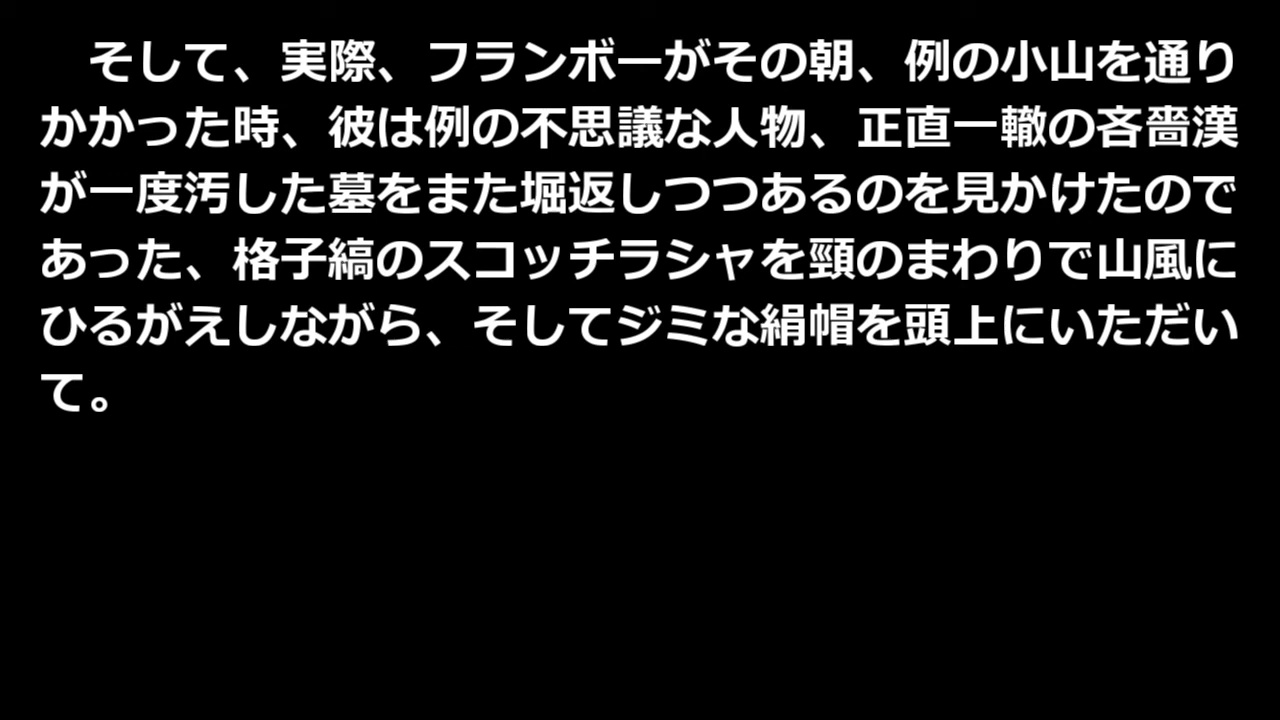 そして、実際、フランボーがその朝、例の小山を通り
かかった時、彼は例の不思議な人物、正直一轍の吝嗇漢
が一度汚した墓をまた堀返しつつあるのを見かけたので
あった、格子縞のスコッチラシャを頸のまわりで山風に
ひるがえしながら、そしてジミな絹帽を頭上にいただい
て。